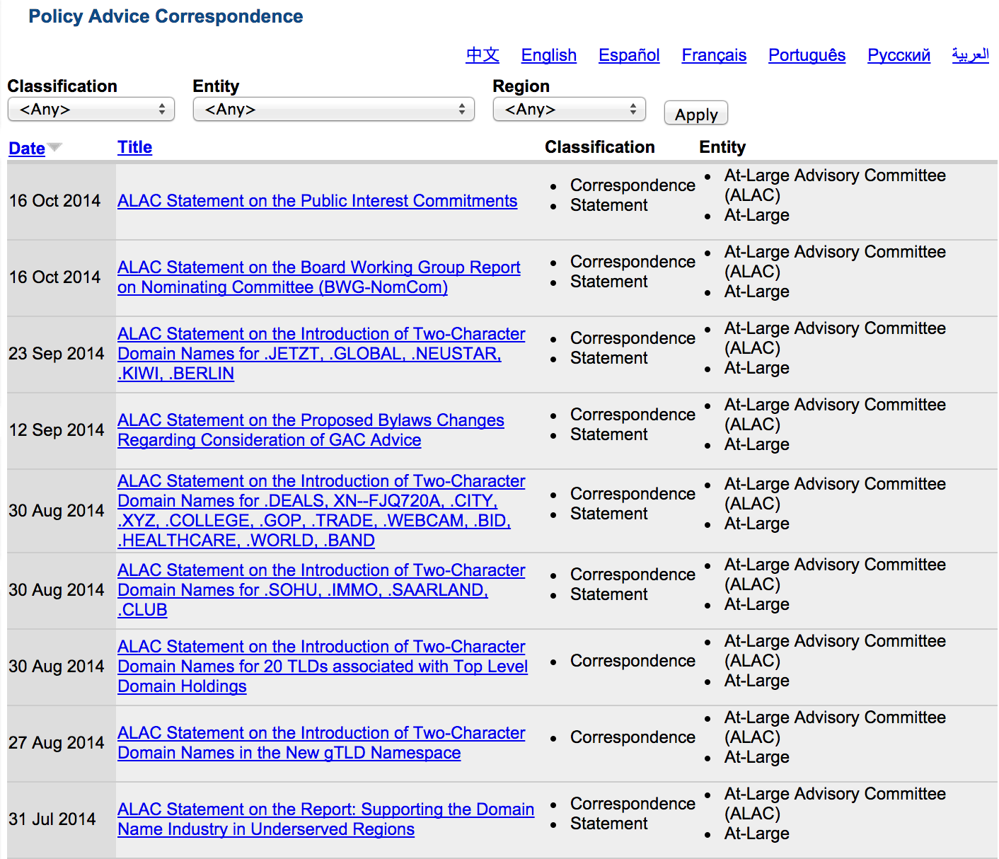 Policy Advice Correspondence
中文 English Español Français Português Русский العربية
Classification Entity Region
<Any> <Any> <Any> Apply
Date Title Classification Entity
16 Oct 2014
ALAC Statement on the Public Interest Commitments
• Correspondence
• Statement
• At-Large Advisory Committee
(ALAC)
• At-Large
16 Oct 2014
ALAC Statement on the Board Working Group Report
on Nominating Committee (BWG-NomCom)
• Correspondence
• Statement
• At-Large Advisory Committee
(ALAC)
• At-Large
23 Sep 2014
ALAC Statement on the Introduction of Two-Character
Domain Names for .JETZT, .GLOBAL, .NEUSTAR,
.KIWI, .BERLIN
• Correspondence
• Statement
• At-Large Advisory Committee
(ALAC)
• At-Large
12 Sep 2014
ALAC Statement on the Proposed Bylaws Changes
Regarding Consideration of GAC Advice
• Correspondence
• Statement
• At-Large Advisory Committee
(ALAC)
• At-Large
30 Aug 2014
ALAC Statement on the Introduction of Two-Character
Domain Names for .DEALS, XN--FJQ720A, .CITY,
.XYZ, .COLLEGE, .GOP, .TRADE, .WEBCAM, .BID,
.HEALTHCARE, .WORLD, .BAND
• Correspondence
• Statement
• At-Large Advisory Committee
(ALAC)
• At-Large
30 Aug 2014
ALAC Statement on the Introduction of Two-Character
Domain Names for .SOHU, .IMMO, .SAARLAND,
.CLUB
• Correspondence
• Statement
• At-Large Advisory Committee
(ALAC)
• At-Large
30 Aug 2014
ALAC Statement on the Introduction of Two-Character
Domain Names for 20 TLDs associated with Top Level
Domain Holdings
• Correspondence
• At-Large Advisory Committee
(ALAC)
• At-Large
27 Aug 2014
ALAC Statement on the Introduction of Two-Character
Domain Names in the New gTLD Namespace
• Correspondence
• At-Large Advisory Committee
(ALAC)
• At-Large
31 Jul 2014
ALAC Statement on the Report: Supporting the Domain
Name Industry in Underserved Regions
• Correspondence
• Statement
• At-Large Advisory Committee
(ALAC)
• At-Large